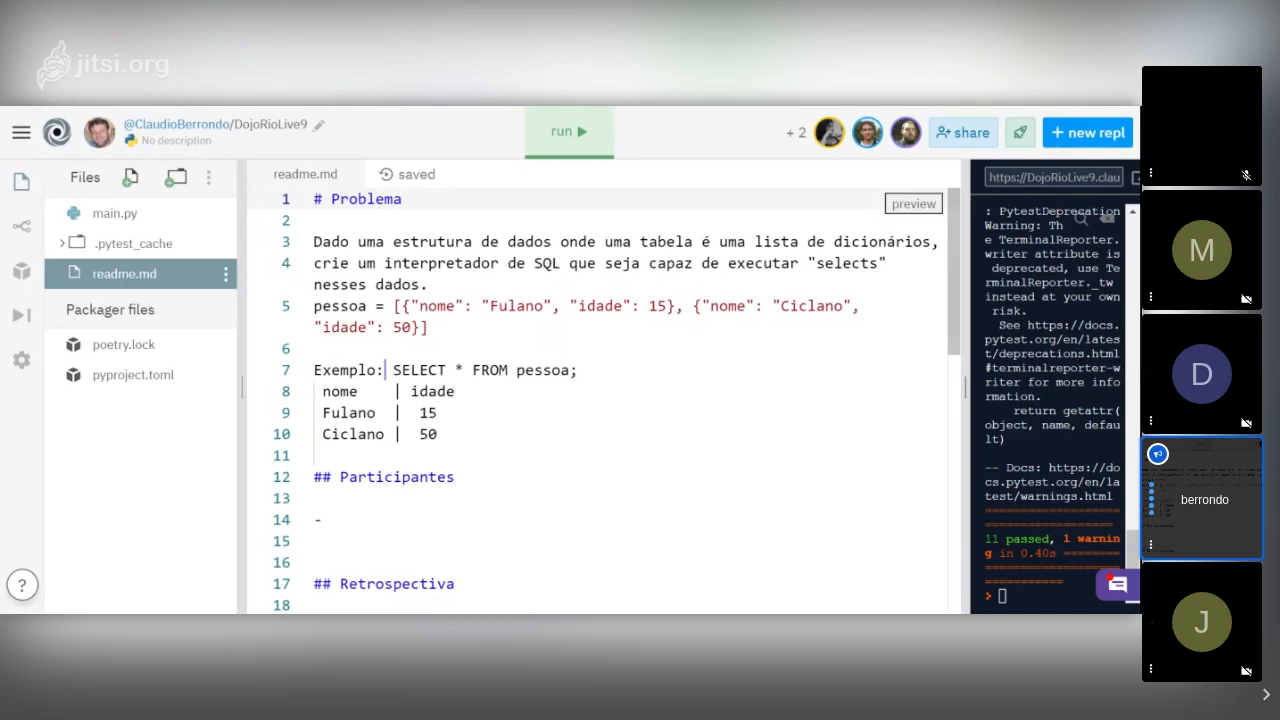 jitsi.org
@ClaudioBerrondo/DojoRioLive9
No description
run
+ 2
share
+ new repl
Files
main.py
.pytest_cache
readme.md
Packager files
poetry.lock
pyproject.toml
?
readme.md
saved
preview
1 # Problema
2
3 Dado uma estrutura de dados onde uma tabela é uma lista de dicionários,
4 crie um interpretador de SQL que seja capaz de executar "selects"
nesses dados.
5 pessoa = [{"nome": "Fulano", "idade": 15}, {"nome": "Ciclano",
"idade": 50}]
6
7 Exemplo: SELECT * FROM pessoa;
8 nome | idade
9 Fulano | 15
10 Ciclano | 50
11
12 ## Participantes
13
14 -
15
16
17 ## Retrospectiva
18
https://DojoRioLive9.clau
: PytestDeprecation
Warning: Th
e TerminalReporter.
writer attribute is
deprecated, use Te
rminalReporter._tw
instead at your own
risk.
See https://docs.
pytest.org/en/lates
t/deprecations.html
#terminalreporter-w
riter for more info
rmation.
return getattr(
object, name, defau
lt)
-- Docs: https://do
cs.pytest.org/en/la
test/warnings.html
===================
==================
11 passed, 1 warnin
g in 0.40s ========
===================
===========
>
M
D
berrondo
J